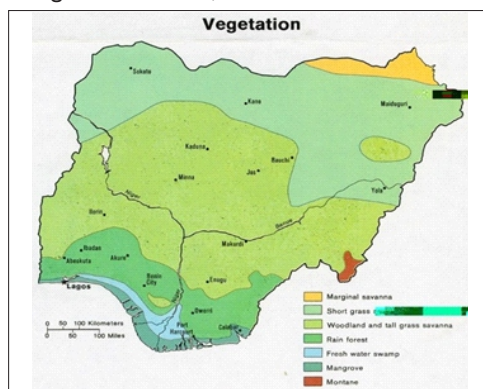 Vegetation
Sokoto
Kano
Maiduguri
Kaduna
Bauchi
Jos
Minna
Yola
Niger
Benue
Ilorin
Makurdi
Ibadan
Abeokuta
Akure
Benin
City
Enugu
Lagos
Niger
Owerri
Port
Harcourt
Calabar
0 50 100 Kilometers
0 50 100 Miles
Marginal savanna
Short grass
Woodland and tall grass savanna
Rain forest
Fresh water swamp
Mangrove
Montane